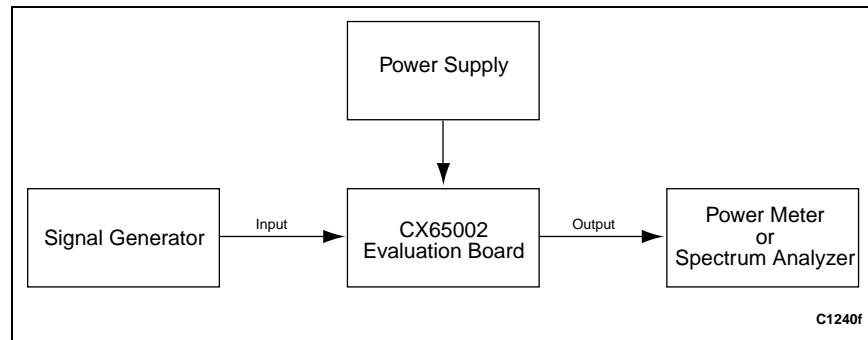 Power Supply
Signal Generator
Input
CX65002
Evaluation Board
Output
Power Meter
or
Spectrum Analyzer
C1240f